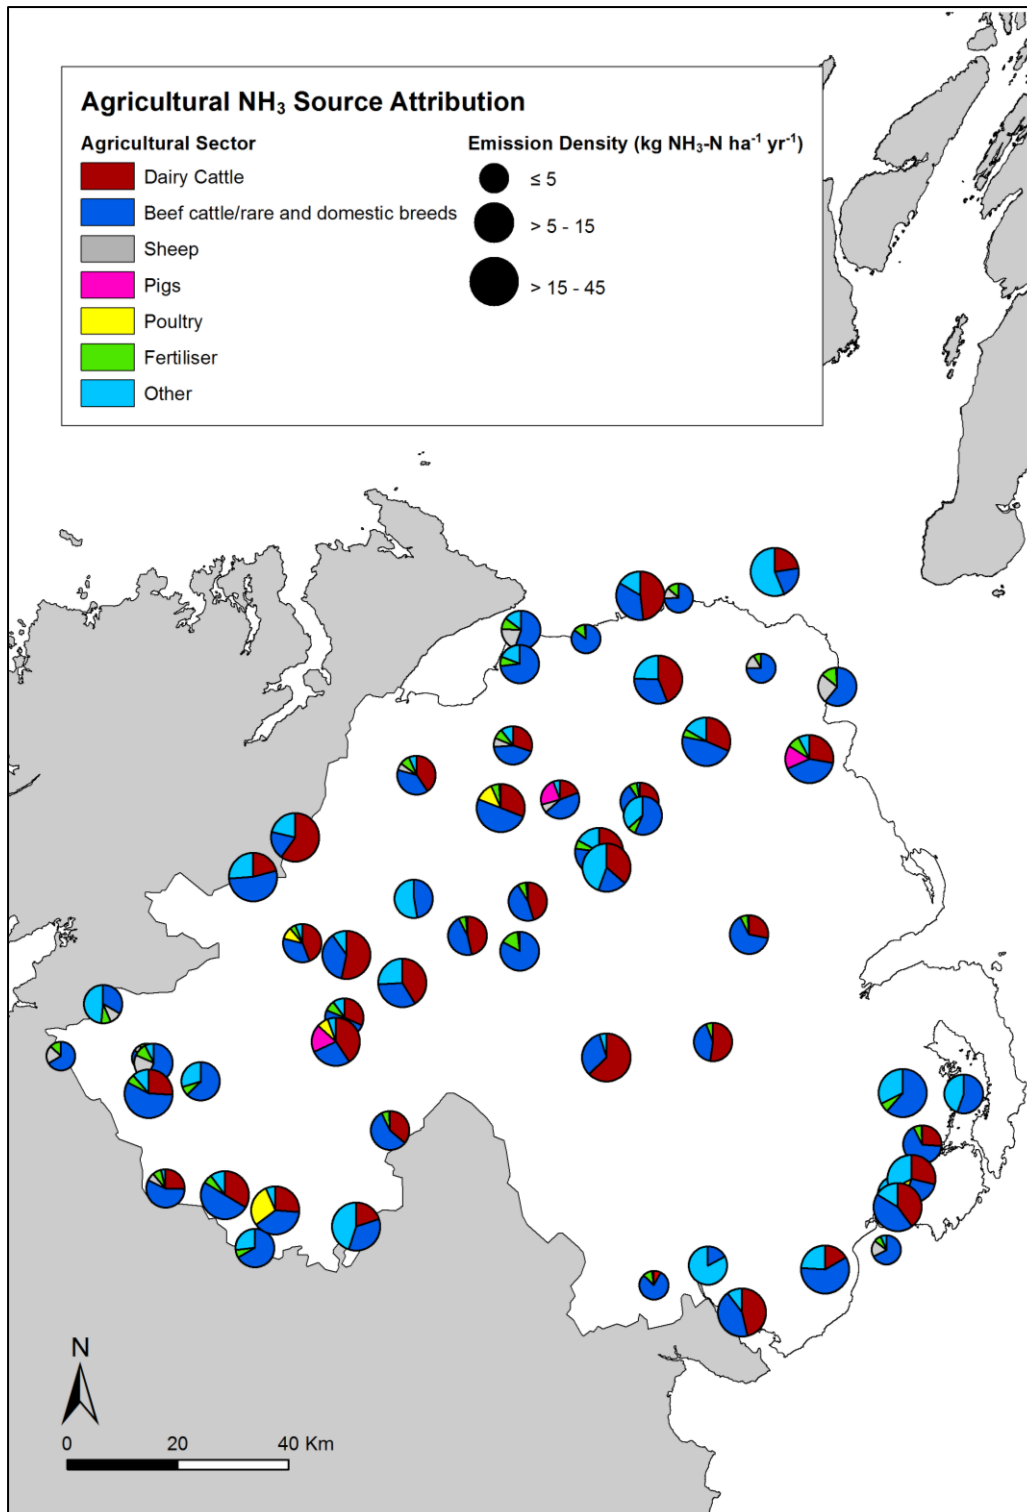 Agricultural NH₃ Source Attribution
Agricultural Sector
Dairy Cattle
Beef cattle/rare and domestic breeds
Sheep
Pigs
Poultry
Fertiliser
Other
Emission Density (kg NH₃-N ha⁻¹ yr⁻¹)
≤ 5
> 5 - 15
> 15 - 45
N
0 20 40 Km